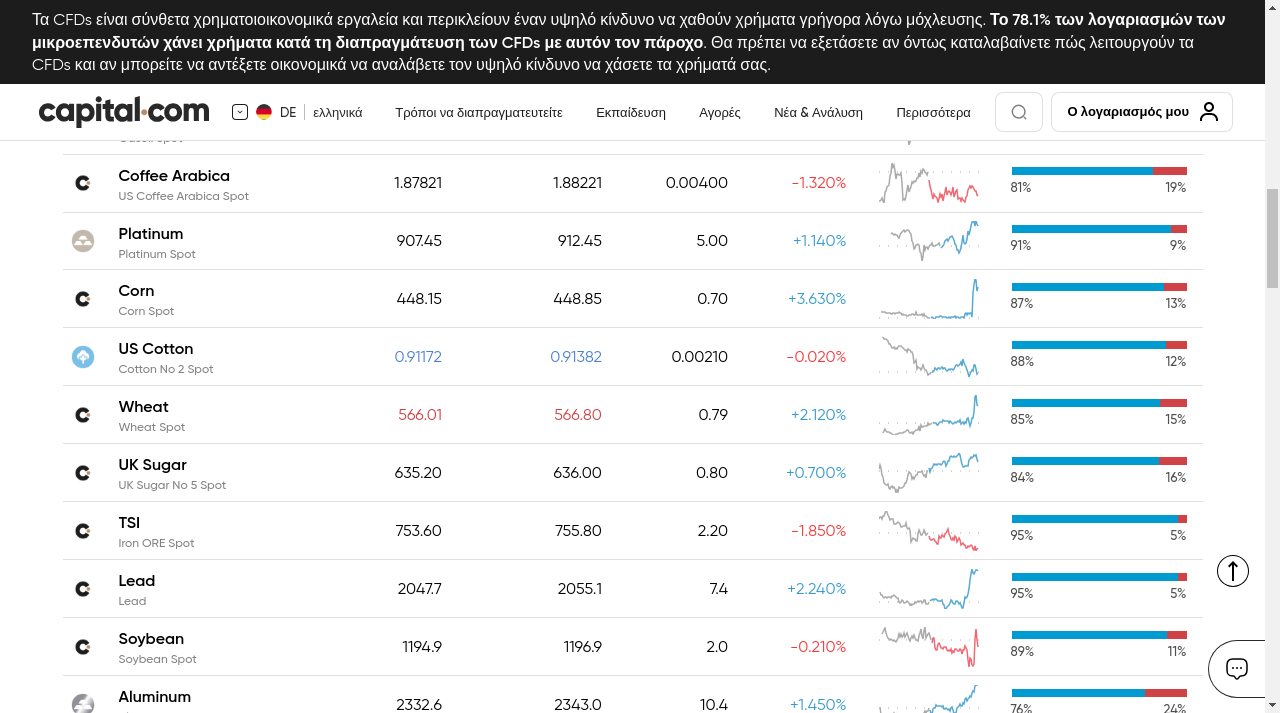 Τα CFDs είναι σύνθετα χρηματοιοικονομικά εργαλεία και περικλείουν έναν υψηλό κίνδυνο να χαθούν χρήματα γρήγορα λόγω μόχλευσης. Το 78.1% των λογαριασμών των
μικροεπενδυτών χάνει χρήματα κατά τη διαπραγμάτευση των CFDs με αυτόν τον πάροχο. Θα πρέπει να εξετάσετε αν όντως καταλαβαίνετε πώς λειτουργούν τα
CFDs και αν μπορείτε να αντέξετε οικονομικά να αναλάβετε τον υψηλό κίνδυνο να χάσετε τα χρήματά σας.
capital.com DE ελληνικά Τρόποι να διαπραγματευτείτε Εκπαίδευση Αγορές Νέα & Ανάλυση Περισσότερα Ο λογαριασμός μου
Coffee Arabica 1.87821 1.88221 0.00400 -1.320%
US Coffee Arabica Spot 81% 19%
Platinum 907.45 912.45 5.00 +1.140%
Platinum Spot 91% 9%
Corn 448.15 448.85 0.70 +3.630%
Corn Spot 87% 13%
US Cotton 0.91172 0.91382 0.00210 -0.020%
Cotton No 2 Spot 88% 12%
Wheat 566.01 566.80 0.79 +2.120%
Wheat Spot 85% 15%
UK Sugar 635.20 636.00 0.80 +0.700%
UK Sugar No 5 Spot 84% 16%
TSI 753.60 755.80 2.20 -1.850%
Iron ORE Spot 95% 5%
Lead 2047.7 2055.1 7.4 +2.240%
Lead 95% 5%
Soybean 1194.9 1196.9 2.0 -0.210%
Soybean Spot 89% 11%
Aluminum 2332.6 2343.0 10.4 +1.450%
76% 24%